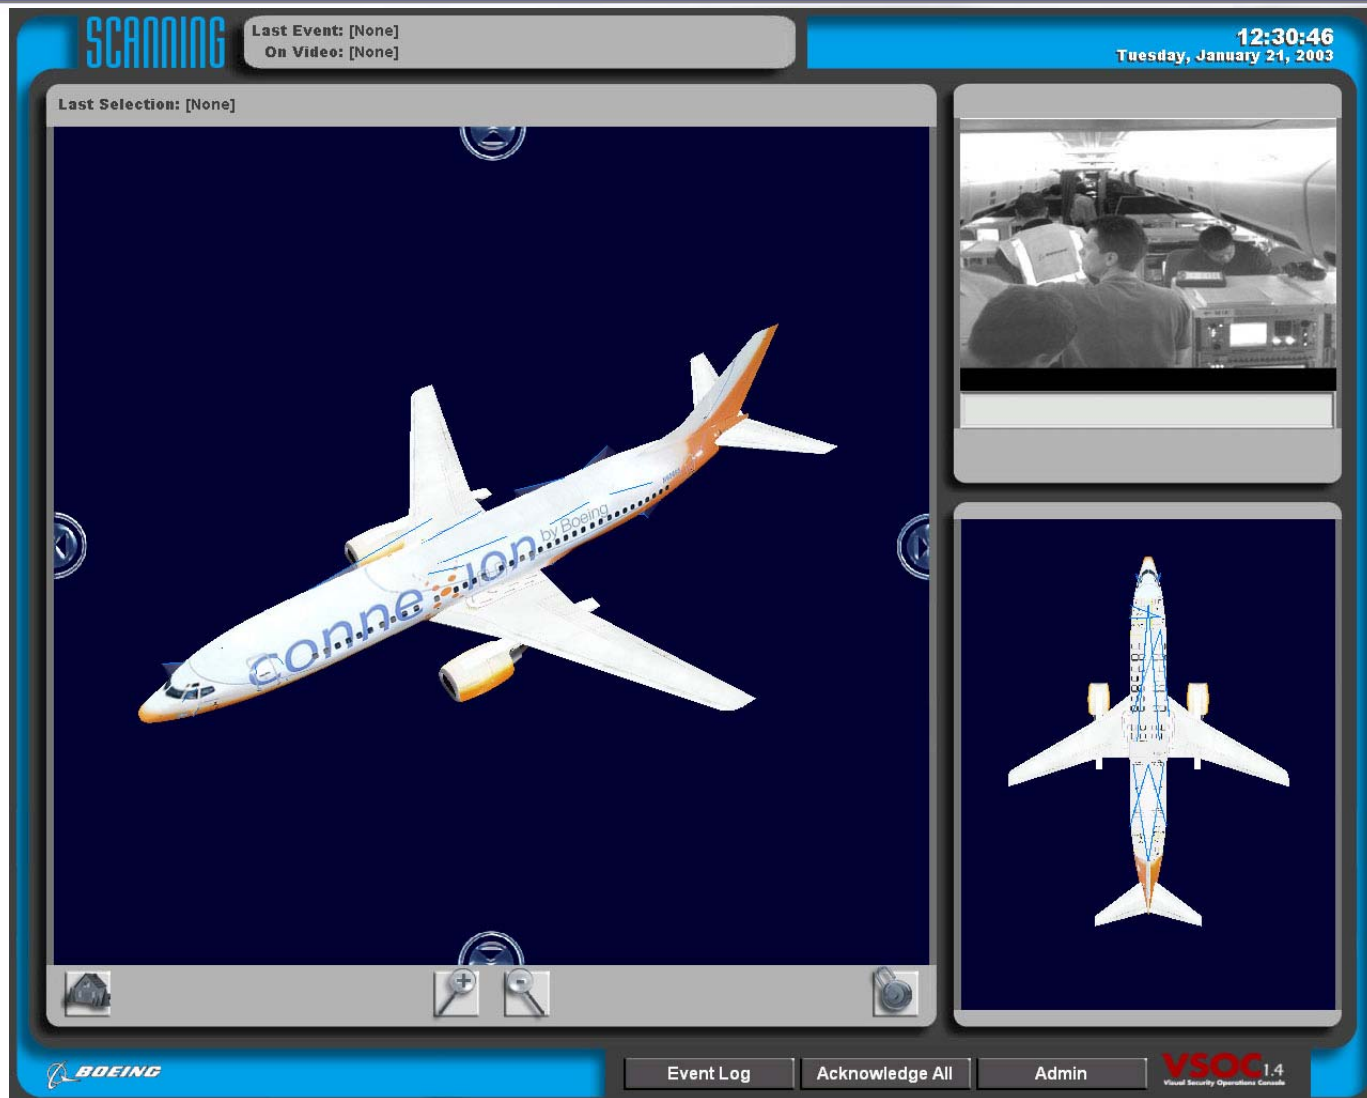 SCANNING
Last Event: [None]
On Video: [None]
12:30:46
Tuesday, January 21, 2003
Last Selection: [None]
conne ion by Boeing
BOEING
Event Log
Acknowledge All
Admin
VSOC 1.4
Visual Security Operations Console